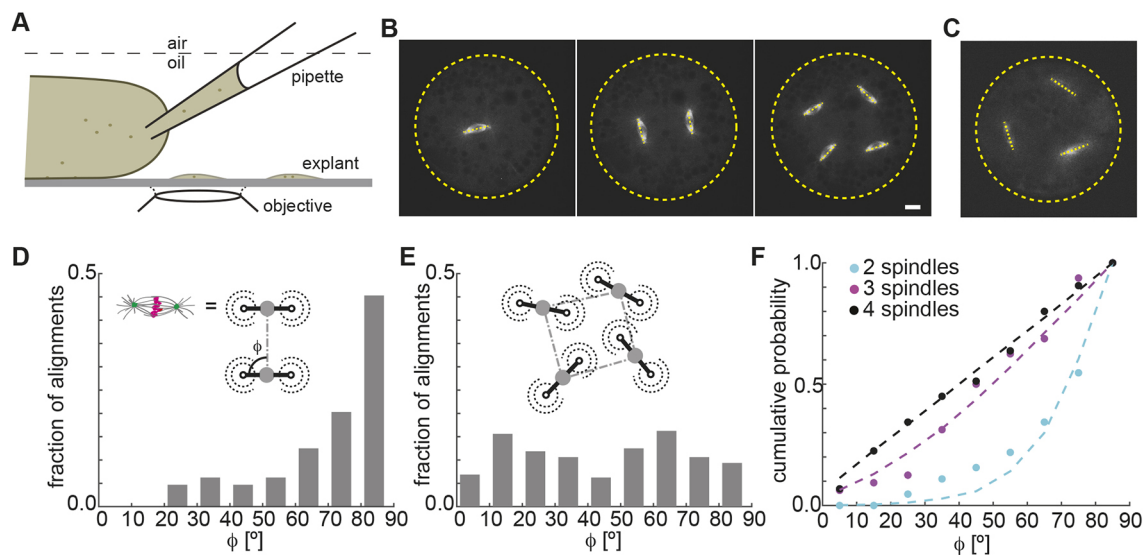 A
air
oil
pipette
explant
objective
B
C
D
0.5
fraction of alignments
0.0
=
ϕ
0 10 20 30 40 50 60 70 80 90
ϕ [º]
E
0.5
fraction of alignments
0.0
0 10 20 30 40 50 60 70 80 90
ϕ [º]
F
1.0
2 spindles
3 spindles
4 spindles
cumulative probability
0.5
0.0
0 10 20 30 40 50 60 70 80 90
ϕ [º]